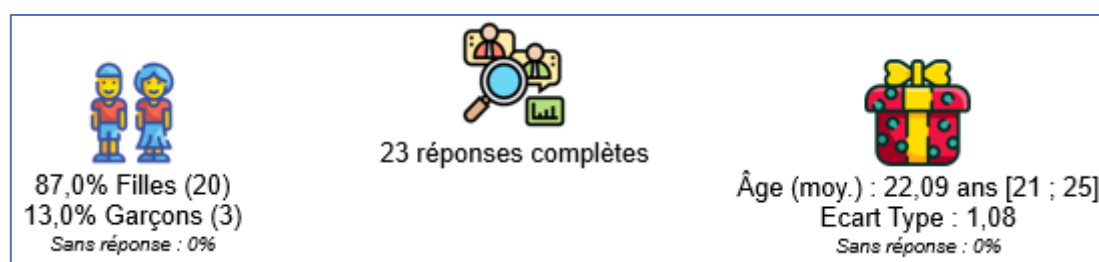 87,0% Filles (20)
13,0% Garçons (3)
Sans réponse : 0%
23 réponses complètes
Âge (moy.) : 22,09 ans [21 ; 25]
Ecart Type : 1,08
Sans réponse : 0%